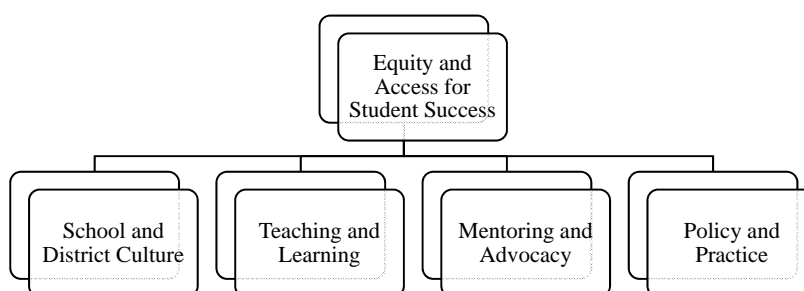 Equity and
Access for
Student Success
School and
District Culture
Teaching and
Learning
Mentoring and
Advocacy
Policy and
Practice